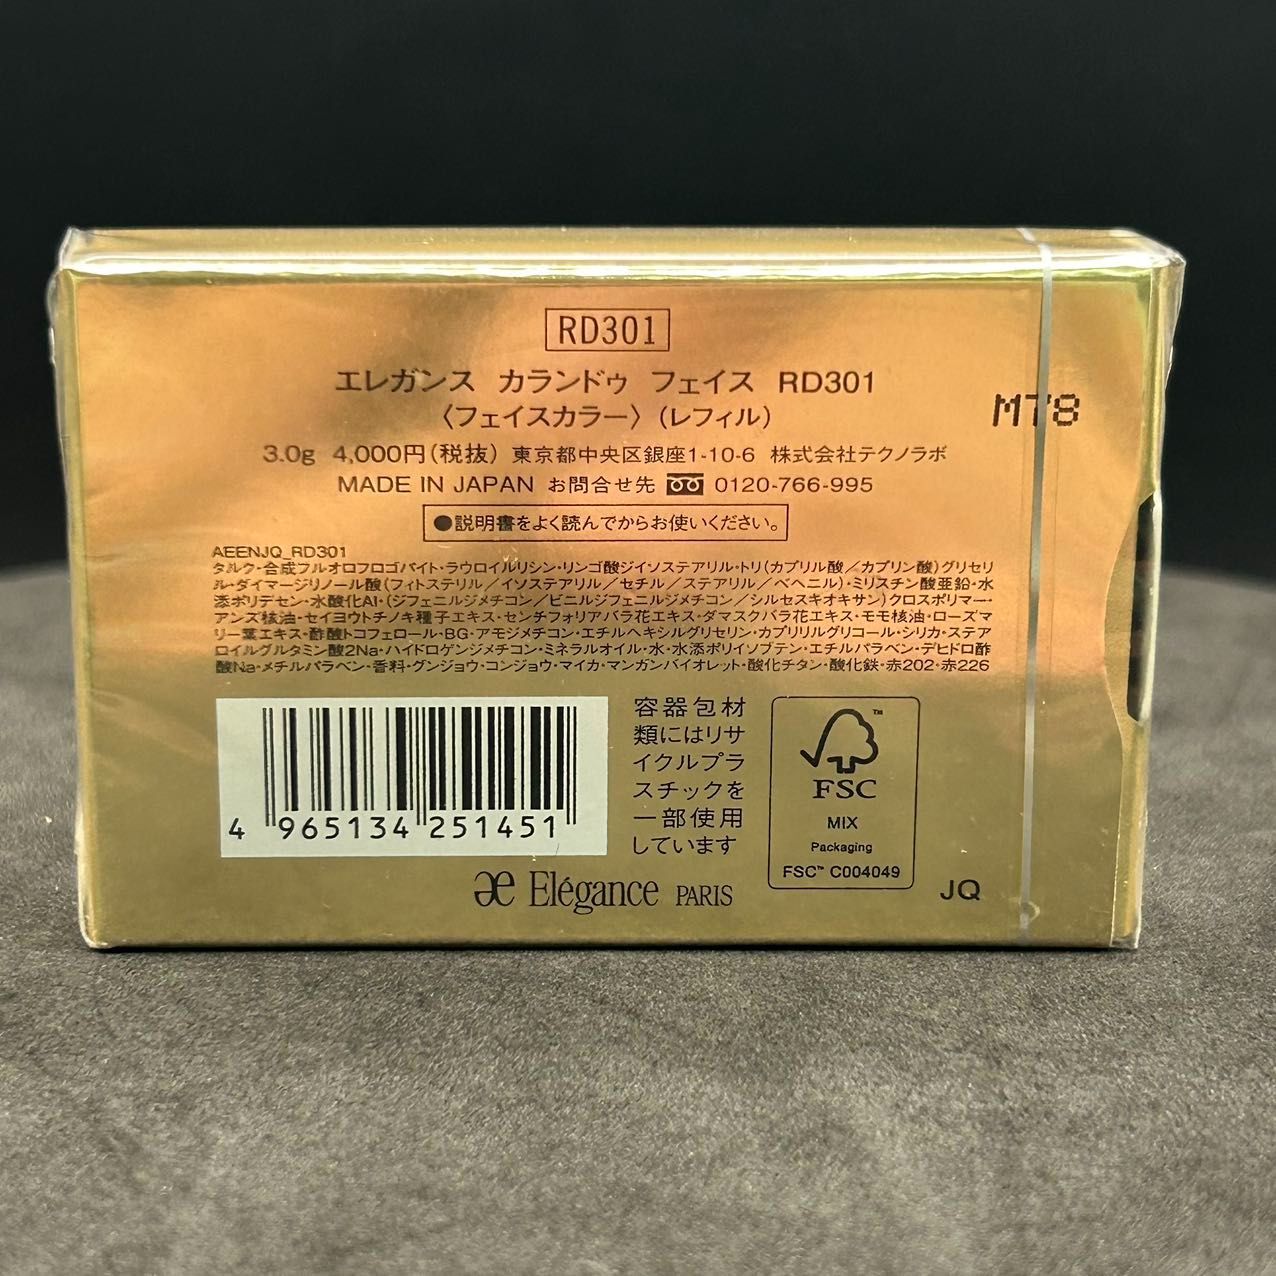 RD301
エレガンス カランドゥ フェイス RD301
〈フェイスカラー〉(レフィル)
MT8
3.0g 4,000円(税抜) 東京都中央区銀座1-10-6 株式会社テクノラボ
MADE IN JAPAN お問合せ先 0120-766-995
●説明書をよく読んでからお使いください。
AEENJQ_RD301
タルク・合成フルオロフロゴパイト・ラウロイルリシン・リンゴ酸ジイソステアリル・トリ(カプリル酸／カプリン酸)グリセリ
ル・ダイマージリノール酸(フィトステリル／イソステアリル／セチル／ステアリル／ベヘニル)・ミリスチン酸亜鉛・水
添ポリデセン・水酸化Al・(ジフェニルジメチコン／ビニルジフェニルジメチコン／シルセスキオキサン)クロスポリマー・
アンズ核油・セイヨウトチノキ種子エキス・センチフォリアバラ花エキス・ダマスクバラ花エキス・モモ核油・ローズマ
リー葉エキス・酢酸トコフェロール・BG・アモジメチコン・エチルヘキシルグリセリン・カプリリルグリコール・シリカ・ステア
ロイルグルタミン酸2Na・ハイドロゲンジメチコン・ミネラルオイル・水・水添ポリイソブテン・エチルパラベン・デヒドロ酢
酸Na・メチルパラベン・香料・グンジョウ・コンジョウ・マイカ・マンガンバイオレット・酸化チタン・酸化鉄・赤202・赤226
4 965134 251451
容器包材
類にはリサ
イクルプラ
スチックを
一部使用
しています
FSC
MIX
Packaging
FSC™ C004049
æ Elégance PARIS
JQ